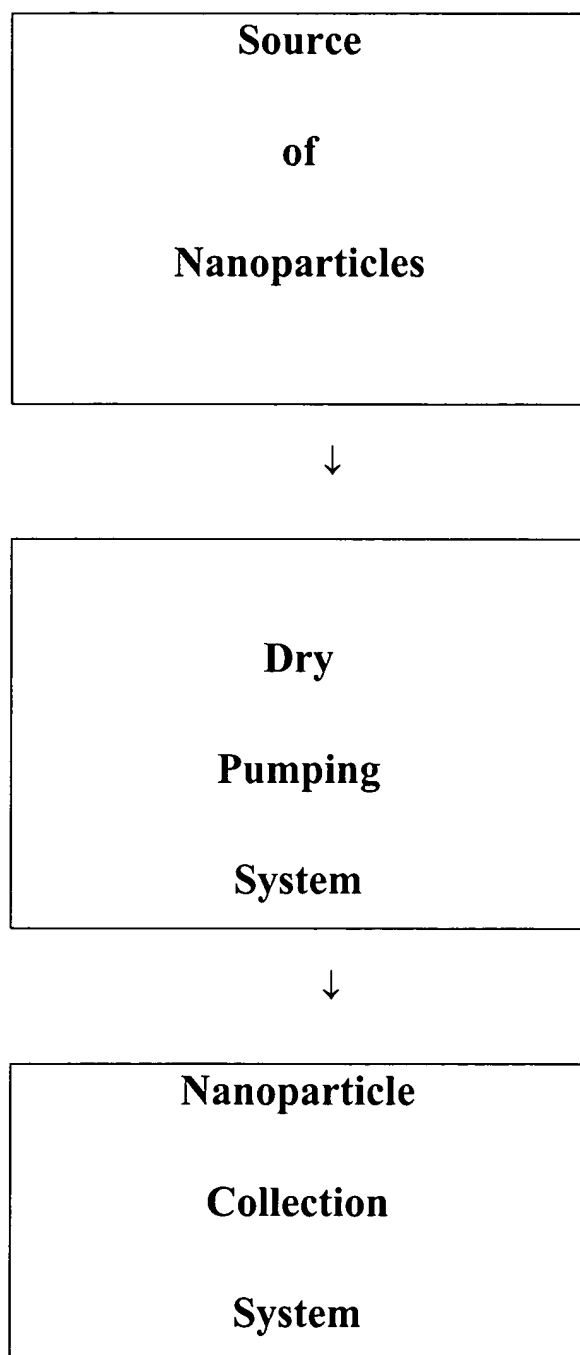 Source
of
Nanoparticles
↓
Dry
Pumping
System
↓
Nanoparticle
Collection
System